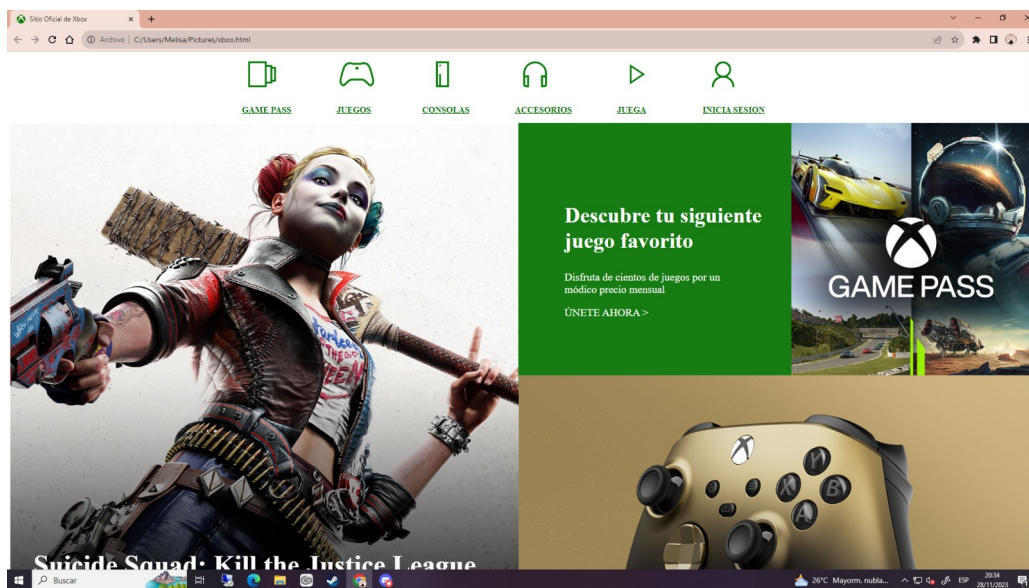 Sitio Oficial de Xbox
Archivo | C:/Users/Melisa/Pictures/xbox.html
GAME PASS JUEGOS CONSOLAS ACCESORIOS JUEGA INICIA SESION
Descubre tu siguiente
juego favorito
Disfruta de cientos de juegos por un
módico precio mensual
ÚNETE AHORA >
GAME PASS
Y
X B
A
Suicide Squad: Kill the Justice League
Buscar
26°C Mayorm. nubla...
ESP
20:34
28/11/2023